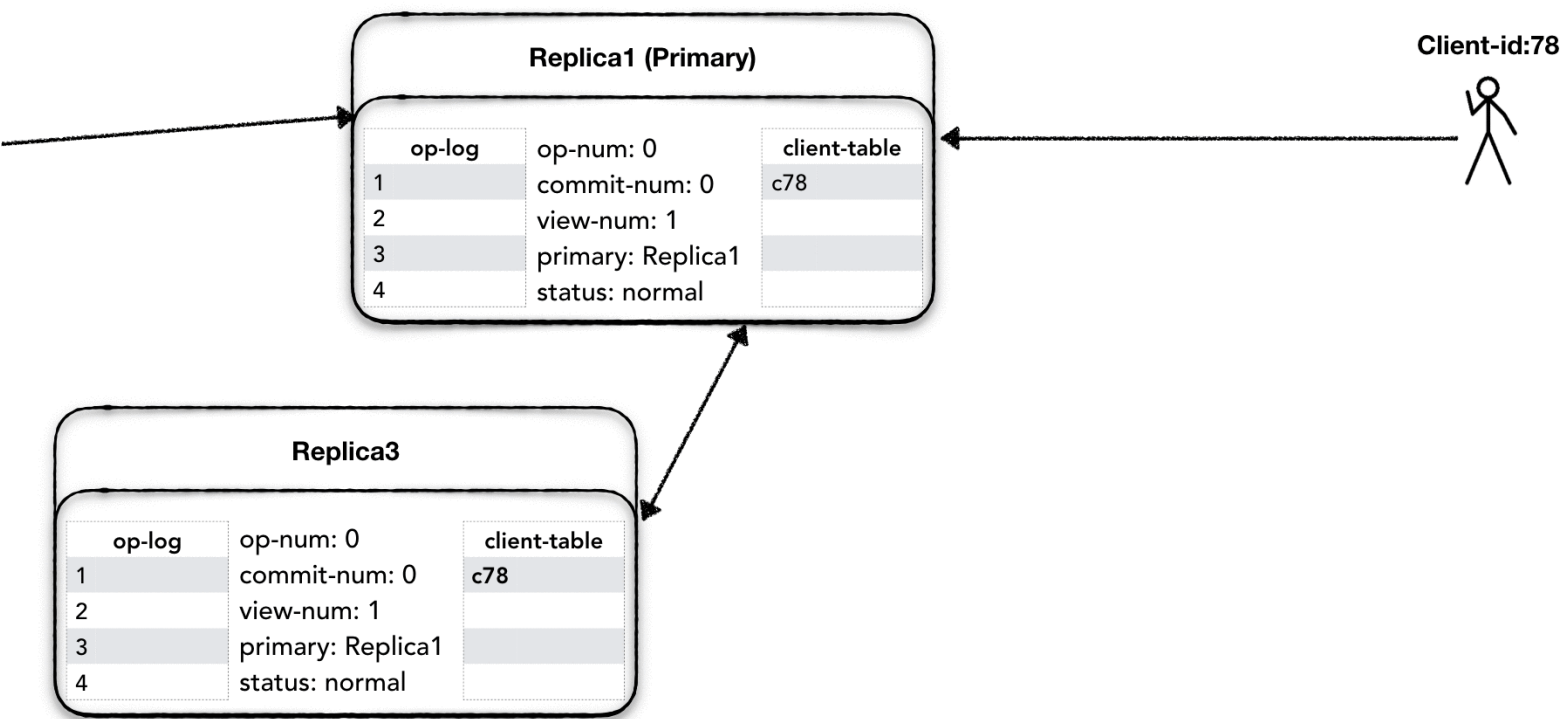 Client-id:78
Replica1 (Primary)
op-log
1
2
3
4
op-num: 0
commit-num: 0
view-num: 1
primary: Replica1
status: normal
client-table
c78
Replica3
op-log
1
2
3
4
op-num: 0
commit-num: 0
view-num: 1
primary: Replica1
status: normal
client-table
c78